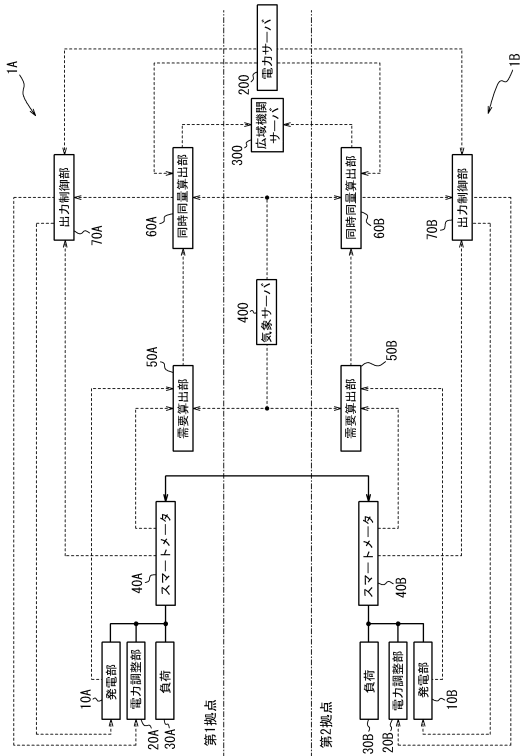 1A
出力制御部
70A
電力サーバ
200
広域機関
サーバ
300
同時同量算出部
60A
気象サーバ
400
需要算出部
50A
スマートメータ
40A
発電部
10A
電力調整部
20A
負荷
30A
第1拠点
第2拠点
負荷
30B
電力調整部
20B
発電部
10B
スマートメータ
40B
需要算出部
50B
同時同量算出部
60B
出力制御部
70B
1B